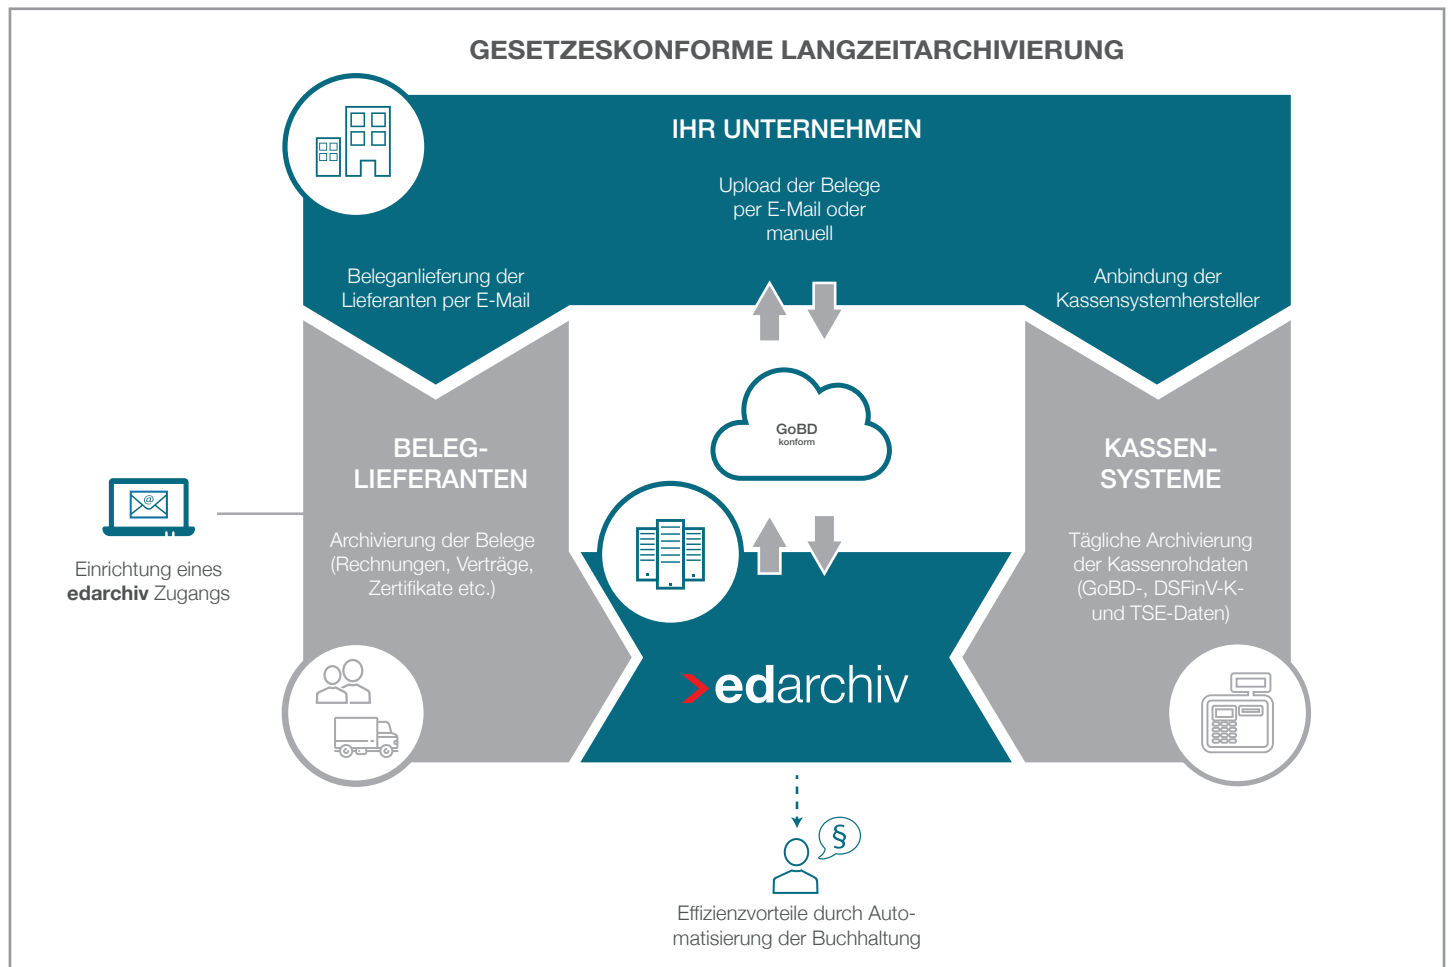 GESETZESKONFORME LANGZEITARCHIVIERUNG
IHR UNTERNEHMEN
Upload der Belege
per E-Mail oder
manuell
Beleganlieferung der
Lieferanten per E-Mail
Anbindung der
Kassensystemhersteller
GoBD
konform
BELEG-
LIEFERANTEN
Archivierung der Belege
(Rechnungen, Verträge,
Zertifikate etc.)
KASSEN-
SYSTEME
Tägliche Archivierung
der Kassenrohdaten
(GoBD-, DSFinV-K-
und TSE-Daten)
@
Einrichtung eines
edarchiv Zugangs
edarchiv
§
Effizienzvorteile durch Auto-
matisierung der Buchhaltung